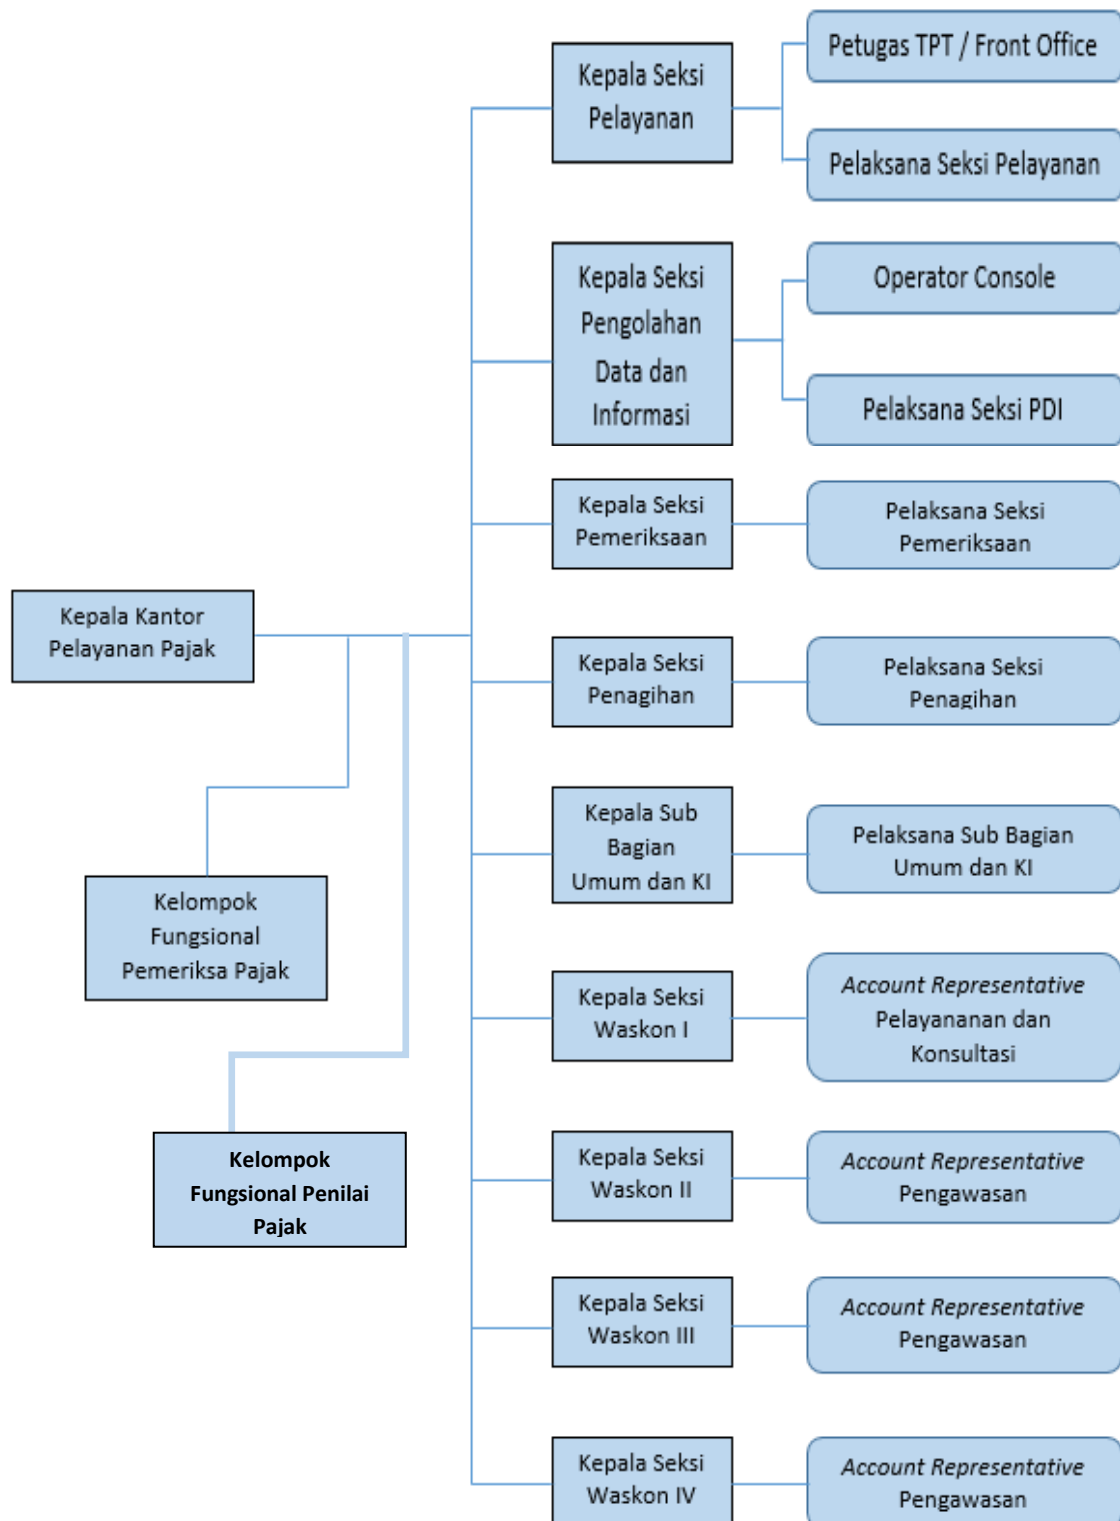 Kepala Seksi
Pelayanan
Petugas TPT / Front Office
Pelaksana Seksi Pelayanan
Kepala Seksi
Pengolahan
Data dan
Informasi
Operator Console
Pelaksana Seksi PDI
Kepala Seksi
Pemeriksaan
Pelaksana Seksi
Pemeriksaan
Kepala Kantor
Pelayanan Pajak
Kepala Seksi
Penagihan
Pelaksana Seksi
Penagihan
Kepala Sub
Bagian
Umum dan KI
Pelaksana Sub Bagian
Umum dan KI
Kelompok
Fungsional
Pemeriksa Pajak
Kepala Seksi
Waskon I
Account Representative
Pelayananan dan
Konsultasi
Kelompok
Fungsional Penilai
Pajak
Kepala Seksi
Waskon II
Account Representative
Pengawasan
Kepala Seksi
Waskon III
Account Representative
Pengawasan
Kepala Seksi
Waskon IV
Account Representative
Pengawasan